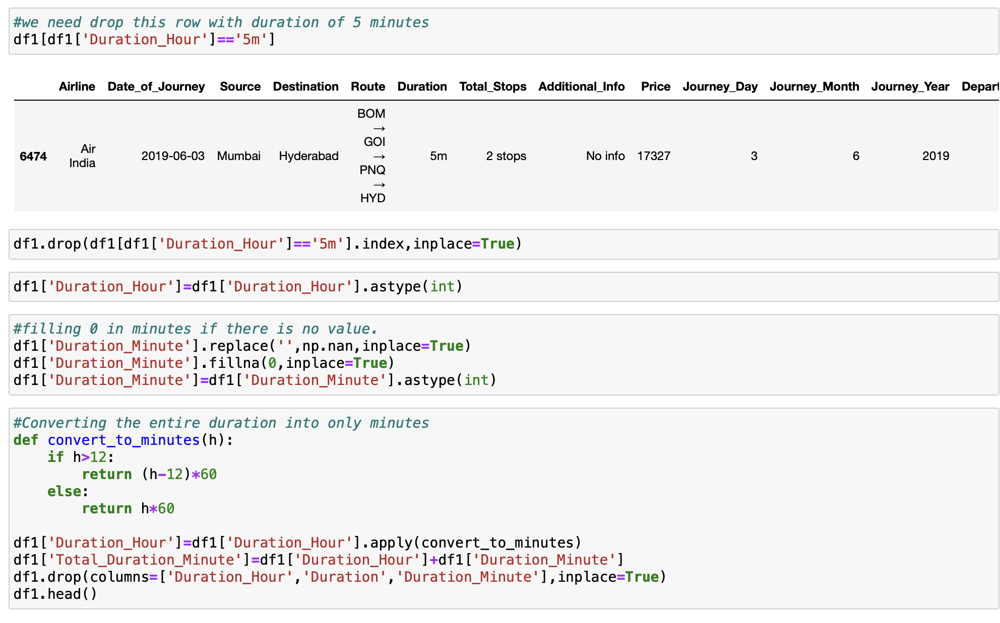 #we need drop this row with duration of 5 minutes
df1[df1['Duration_Hour']=='5m']
Airline Date_of_Journey Source Destination Route Duration Total_Stops Additional_Info Price Journey_Day Journey_Month Journey_Year Depart
6474 Air India 2019-06-03 Mumbai Hyderabad BOM → GOI → PNQ → HYD 5m 2 stops No info 17327 3 6 2019
df1.drop(df1[df1['Duration_Hour']=='5m'].index,inplace=True)
df1['Duration_Hour']=df1['Duration_Hour'].astype(int)
#filling 0 in minutes if there is no value.
df1['Duration_Minute'].replace('',np.nan,inplace=True)
df1['Duration_Minute'].fillna(0,inplace=True)
df1['Duration_Minute']=df1['Duration_Minute'].astype(int)
#Converting the entire duration into only minutes
def convert_to_minutes(h):
    if h>12:
        return (h-12)*60
    else:
        return h*60
df1['Duration_Hour']=df1['Duration_Hour'].apply(convert_to_minutes)
df1['Total_Duration_Minute']=df1['Duration_Hour']+df1['Duration_Minute']
df1.drop(columns=['Duration_Hour','Duration','Duration_Minute'],inplace=True)
df1.head()